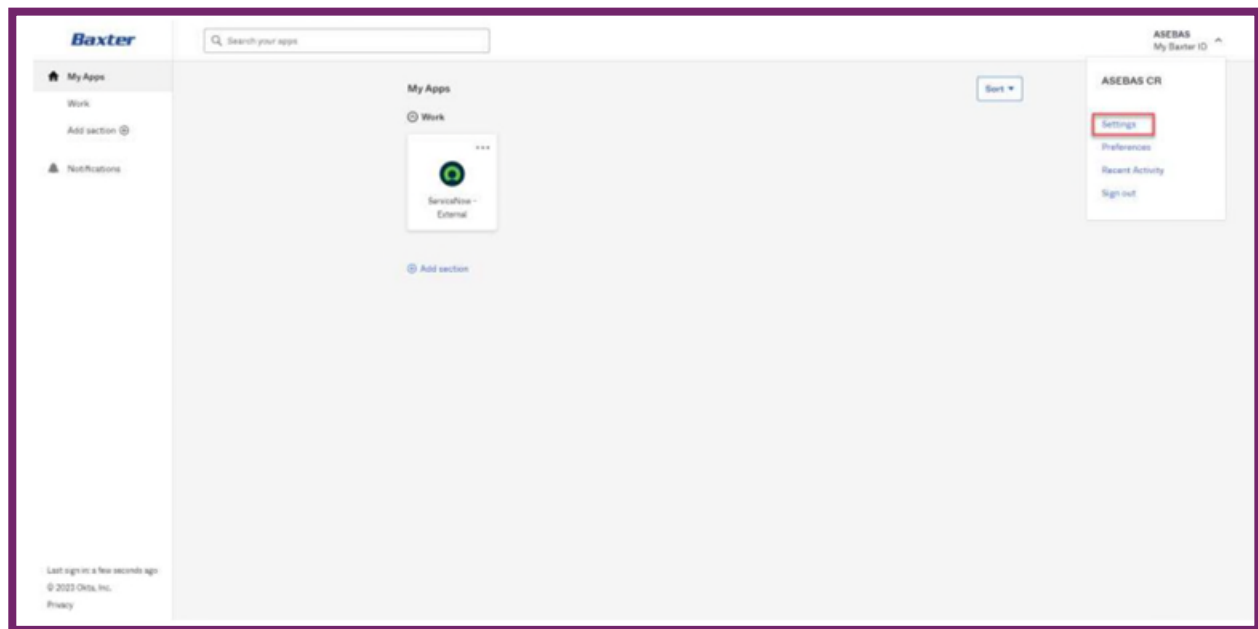 Baxter
Search your apps
ASEBAS
My Baxter ID
My Apps
Work
Add section
Notifications
My Apps
Sort
Work
ServiceNow -
External
Add section
ASEBAS CR
Settings
Preferences
Recent Activity
Sign out
Last sign in: a few seconds ago
© 2023 Okta, Inc.
Privacy